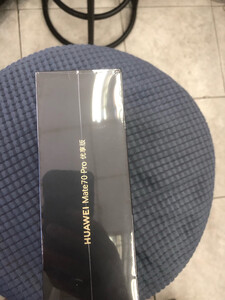 HUAWEI Mate70 Pro 优享版